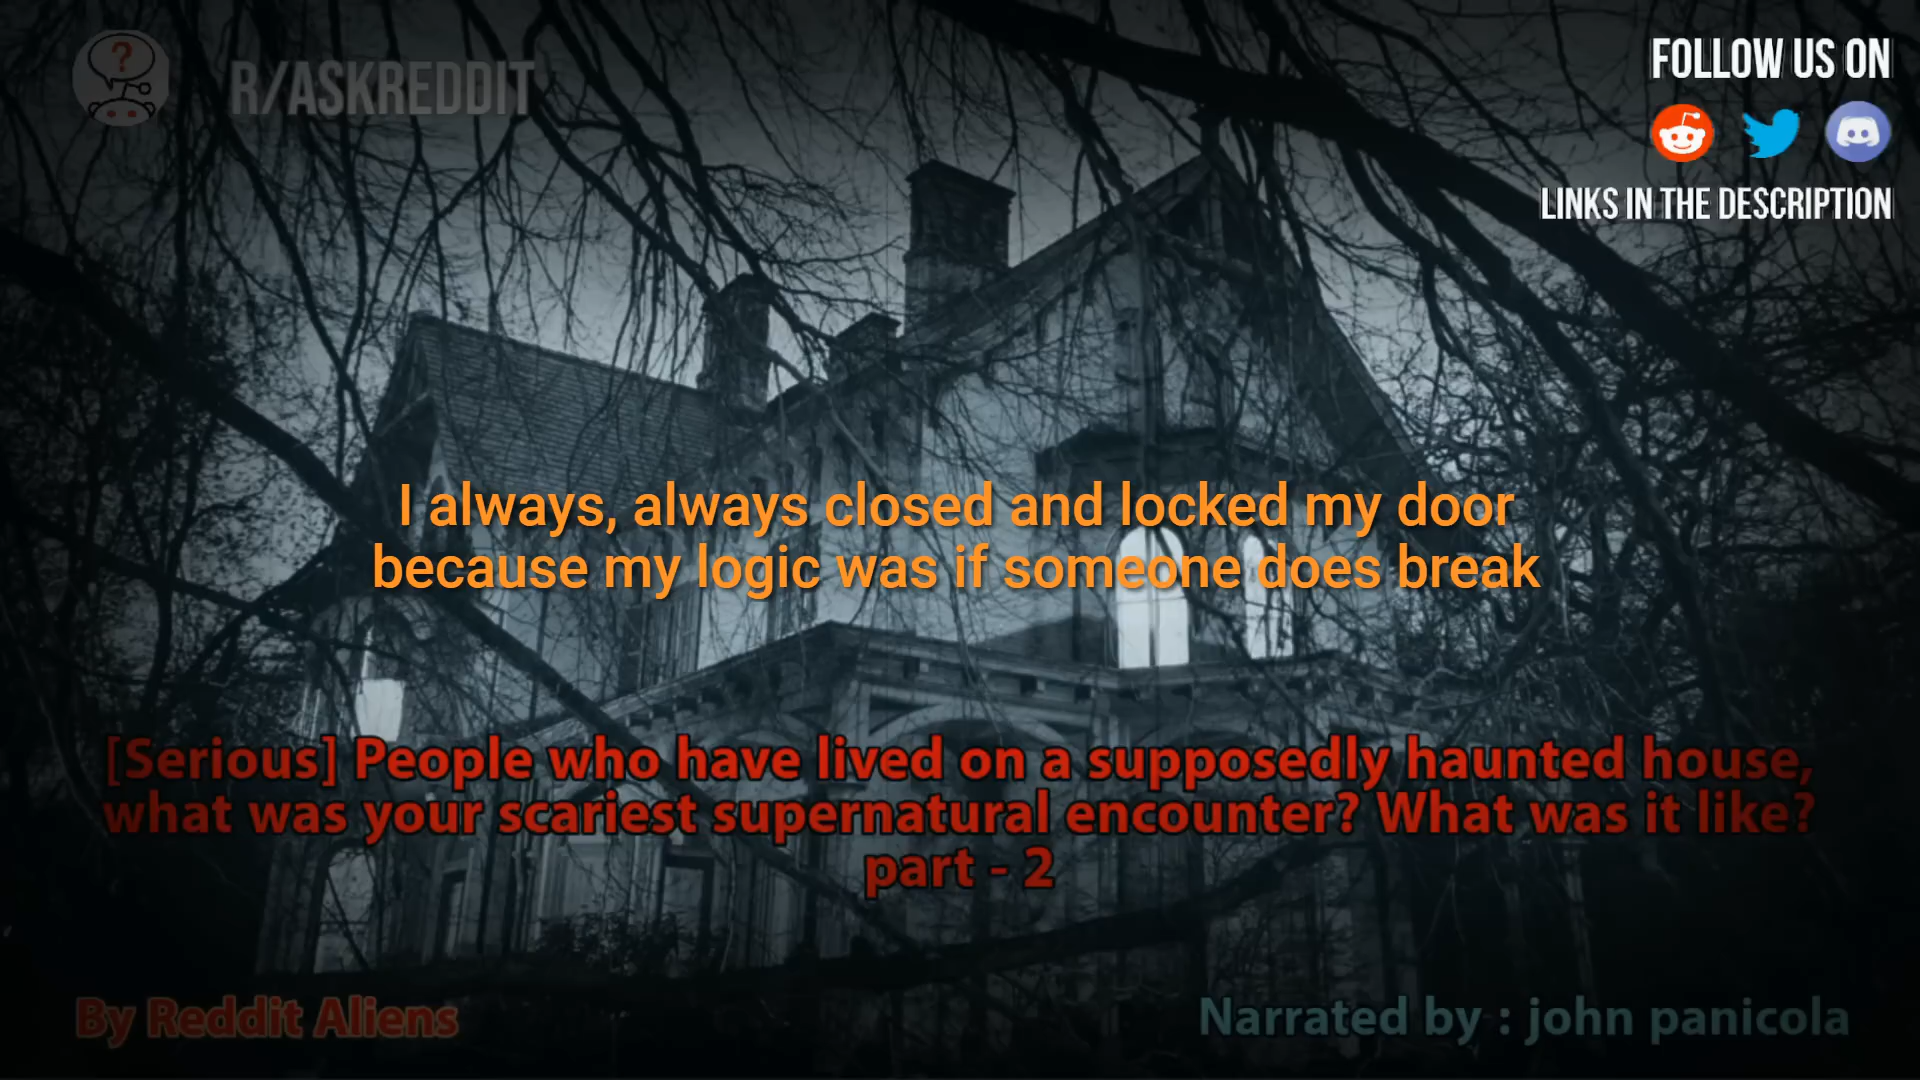 ?
R/ASKREDDIT
FOLLOW US ON
LINKS IN THE DESCRIPTION
I always, always closed and locked my door
because my logic was if someone does break
[Serious] People who have lived on a supposedly haunted house,
what was your scariest supernatural encounter? What was it like?
part - 2
By Reddit Aliens
Narrated by : john panicola